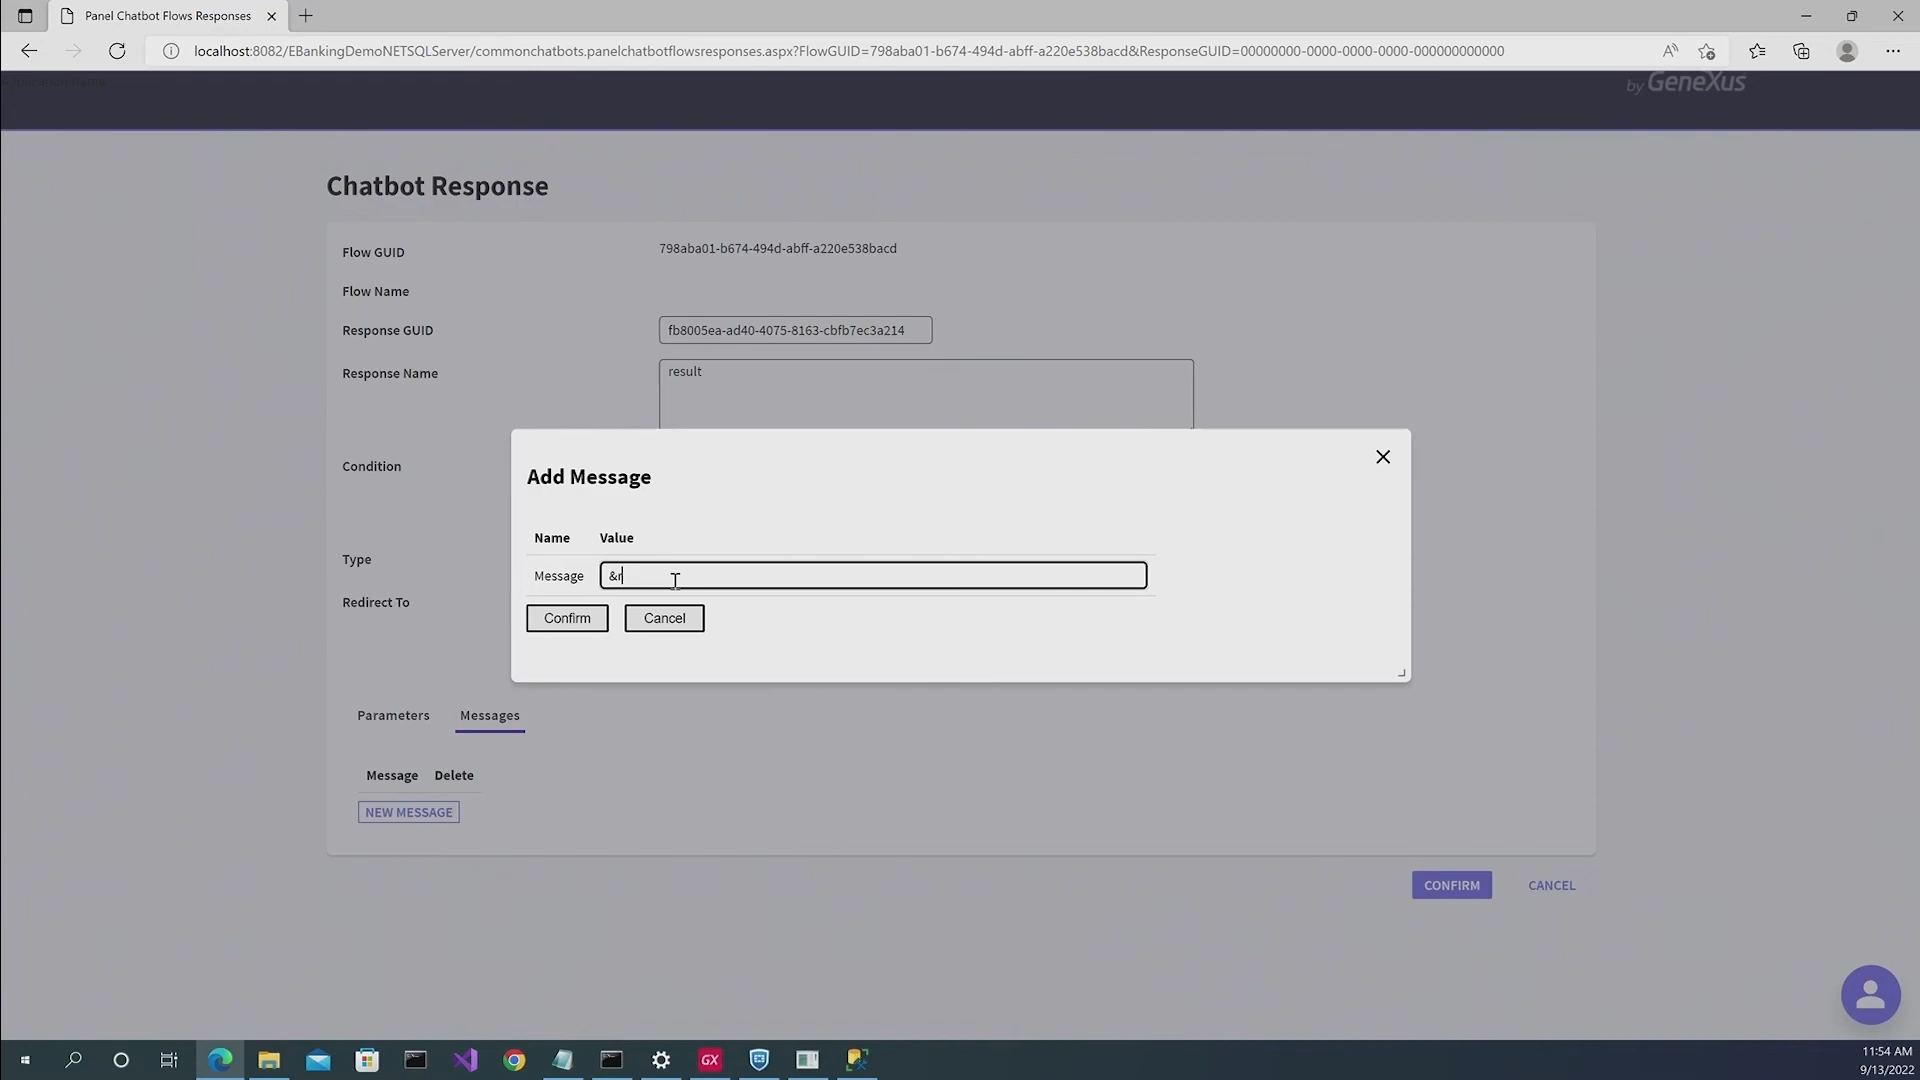 Panel Chatbot Flows Responses
localhost:8082/EBankingDemoNETSQLServer/commonchatbots.panelchatbotflowsresponses.aspx?FlowGUID=798aba01-b674-494d-abff-a220e538bacd&ResponseGUID=00000000-0000-0000-0000-000000000000
by GeneXus
Chatbot Response
Flow GUID 798aba01-b674-494d-abff-a220e538bacd
Flow Name
Response GUID fb8005ea-ad40-4075-8163-cbfb7ec3a214
Response Name result
Condition
Type
Redirect To
Add Message
Name Value
Message &r
Confirm Cancel
Parameters Messages
Message Delete
NEW MESSAGE
CONFIRM CANCEL
GX
11:54 AM
9/13/2022